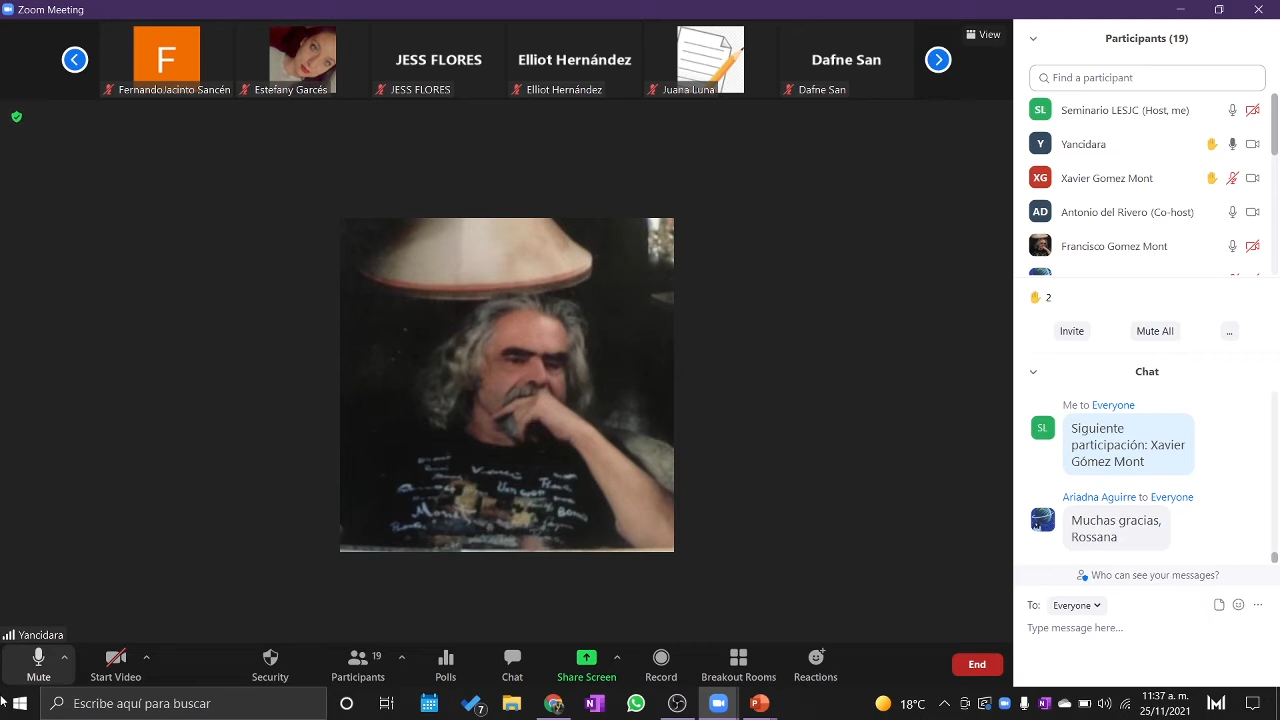 Zoom Meeting
View
F
JESS FLORES
Elliot Hernández
Dafne San
FernandoJacinto Sancén
Estefany Garcés
JESS FLORES
Elliot Hernández
Juana Luna
Dafne San
Yancidara
Participants (19)
Find a participant
SL Seminario LESJC (Host, me)
Y Yancidara
XG Xavier Gomez Mont
AD Antonio del Rivero (Co-host)
Francisco Gomez Mont
2
Invite
Mute All
...
Chat
Me to Everyone
SL
Siguiente
participación: Xavier
Gómez Mont
Ariadna Aguirre to Everyone
Muchas gracias,
Rossana
Who can see your messages?
To: Everyone
Type message here...
Mute
Start Video
Security
Participants 19
Polls
Chat
Share Screen
Record
Breakout Rooms
Reactions
End
Escribe aquí para buscar
7
18°C
11:37 a. m.
25/11/2021